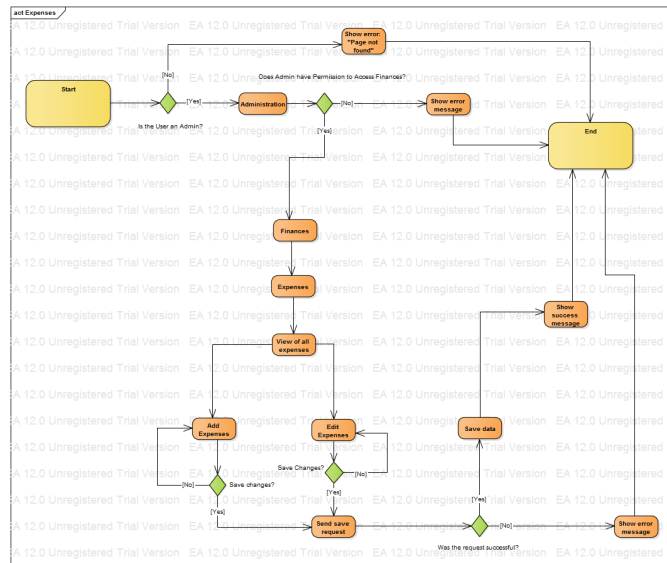 act Expenses
Show error:
"Page not
found"
[No]
Does Admin have Permission to Access Finances?
Start
[Yes]
Administration
[No]
Show error
message
Is the User an Admin?
[Yes]
End
Finances
Expenses
Show
success
message
View of all
expenses
Add
Expenses
Edit
Expenses
Save data
Save Changes?
[No]
[No]
Save changes?
[Yes]
[Yes]
[Yes]
Send save
request
[No]
Show error
message
Was the request successful?
EA 12.0 Unregistered Trial Version